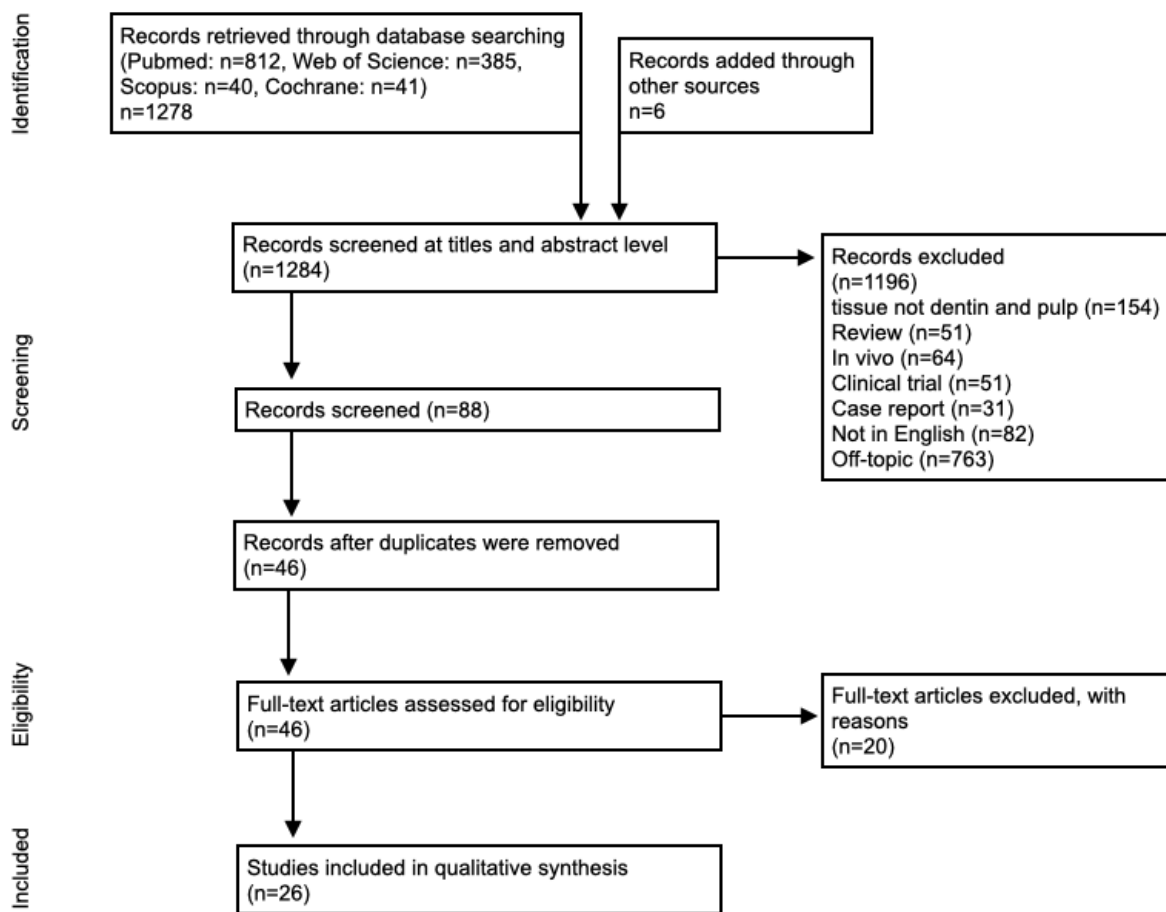 Identification
Records retrieved through database searching
(Pubmed: n=812, Web of Science: n=385,
Scopus: n=40, Cochrane: n=41)
n=1278
Records added through
other sources
n=6
Screening
Records screened at titles and abstract level
(n=1284)
Records excluded
(n=1196)
tissue not dentin and pulp (n=154)
Review (n=51)
In vivo (n=64)
Clinical trial (n=51)
Case report (n=31)
Not in English (n=82)
Off-topic (n=763)
Records screened (n=88)
Records after duplicates were removed
(n=46)
Eligibility
Full-text articles assessed for eligibility
(n=46)
Full-text articles excluded, with
reasons
(n=20)
Included
Studies included in qualitative synthesis
(n=26)